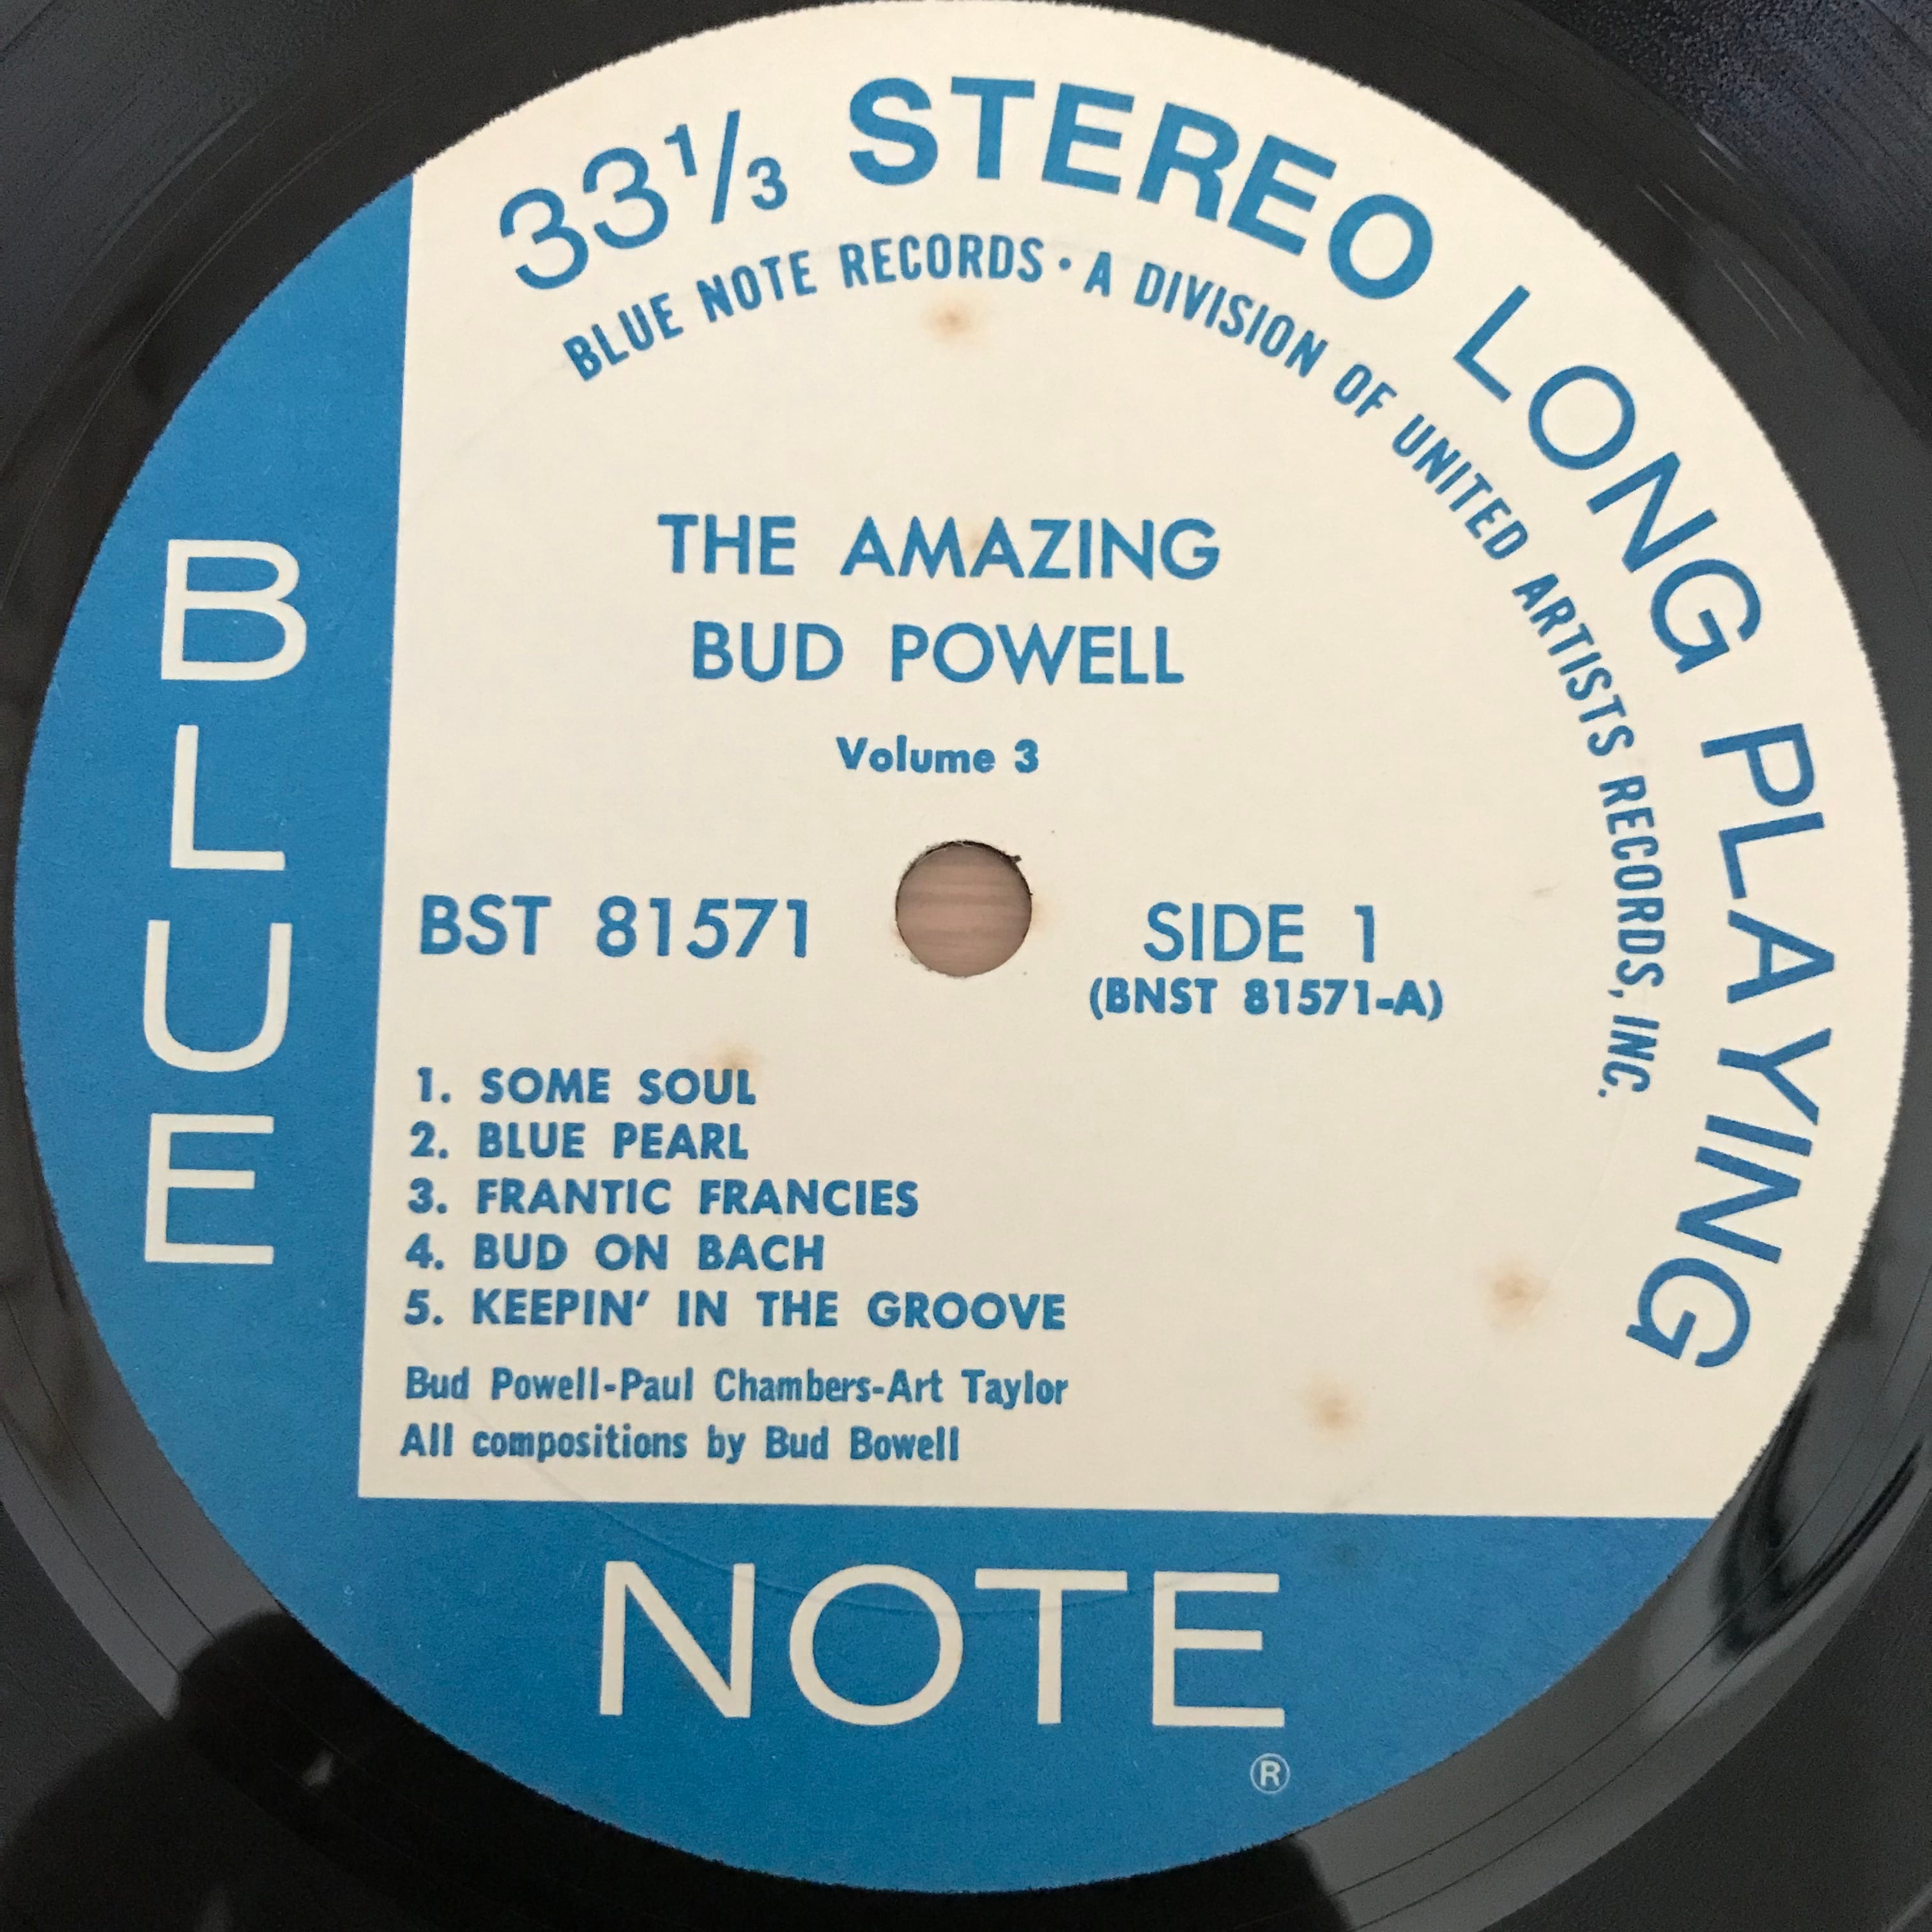 33⅓ STEREO LONG PLAYING
BLUE NOTE RECORDS · A DIVISION OF UNITED ARTISTS RECORDS, INC.
THE AMAZING
BUD POWELL
Volume 3
BST 81571
SIDE 1
(BNST 81571-A)
1. SOME SOUL
2. BLUE PEARL
3. FRANTIC FRANCIES
4. BUD ON BACH
5. KEEPIN' IN THE GROOVE
Bud Powell-Paul Chambers-Art Taylor
All compositions by Bud Bowell
BLUE
NOTE
®